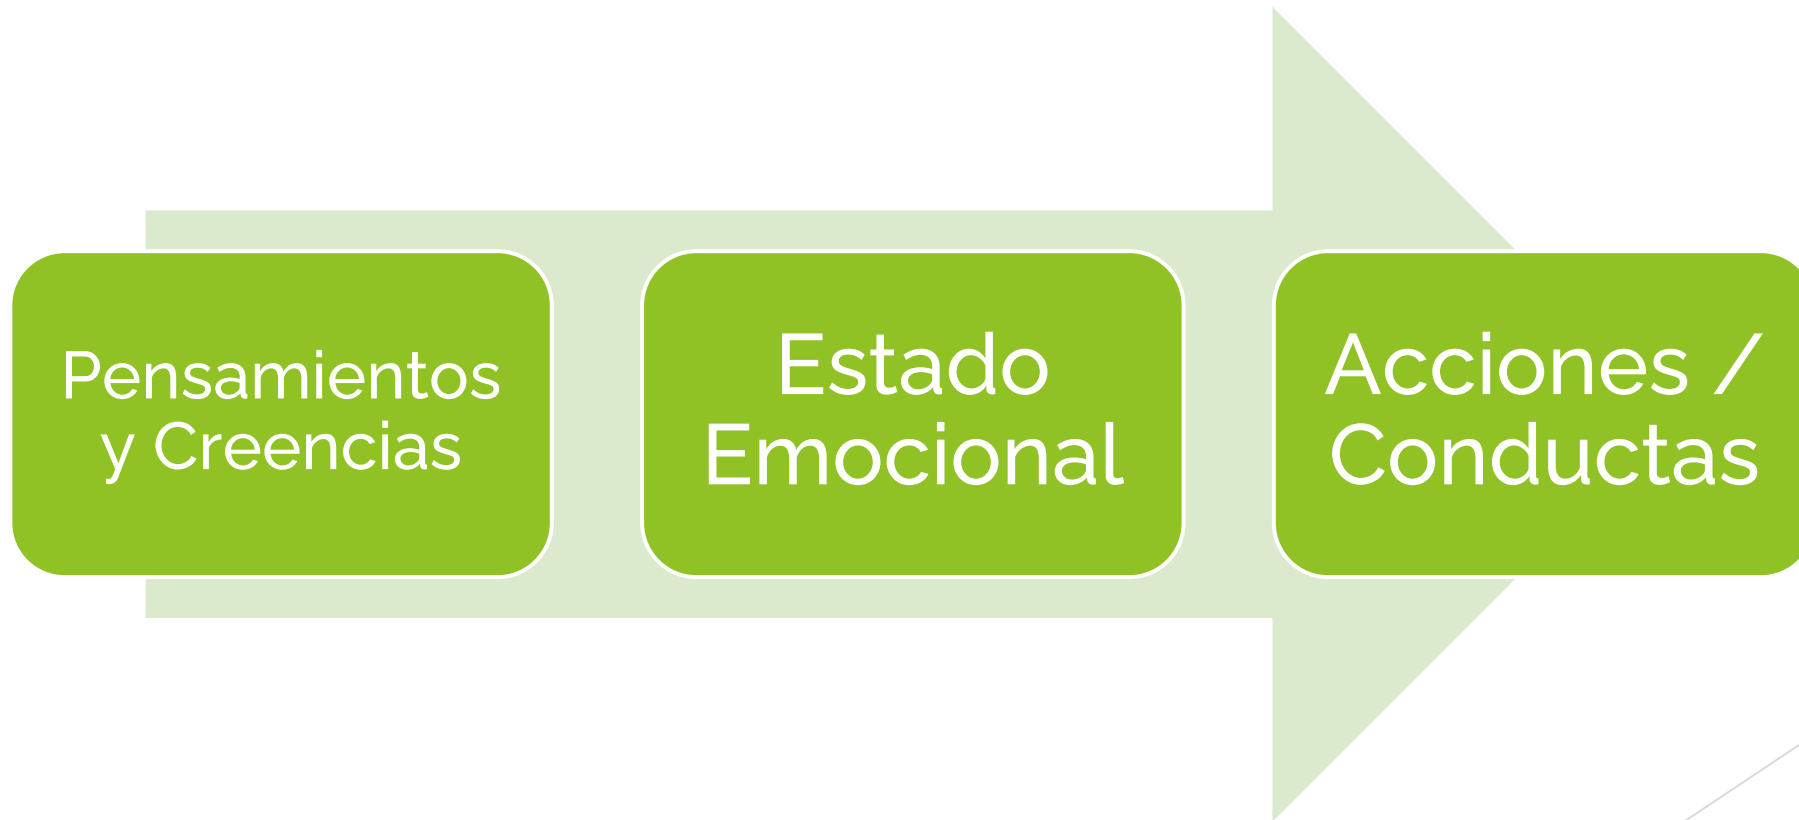 Pensamientos
y Creencias
Estado
Emocional
Acciones /
Conductas